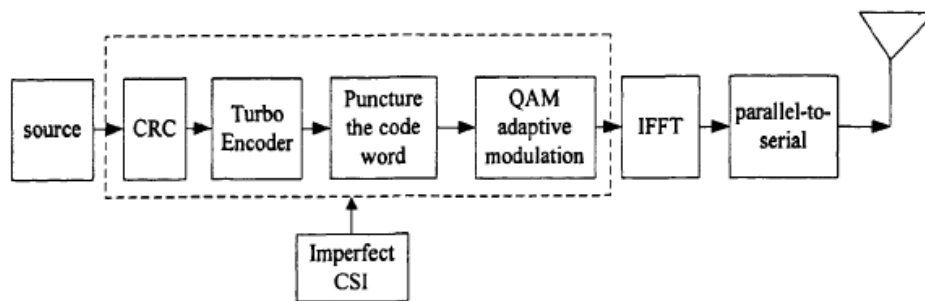 source
CRC
Turbo
Encoder
Puncture
the code
word
QAM
adaptive
modulation
IFFT
parallel-to-
serial
Imperfect
CSI